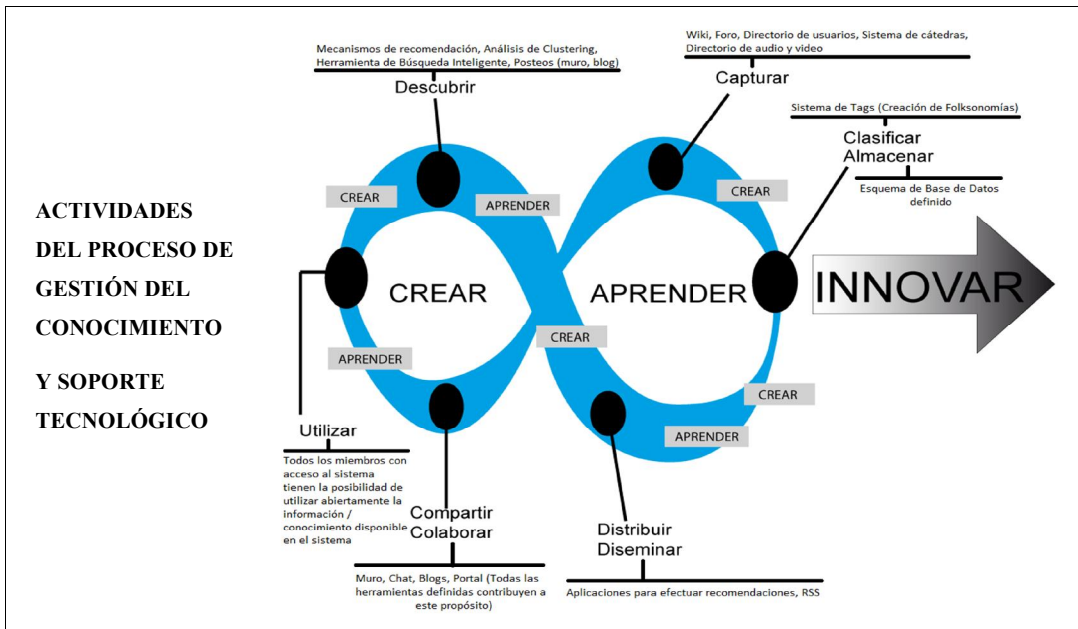 Mecanismos de recomendación, Análisis de Clustering,
Herramienta de Búsqueda Inteligente, Posteos (muro, blog)
Descubrir
Wiki, Foro, Directorio de usuarios, Sistema de cátedras,
Directorio de audio y video
Capturar
Sistema de Tags (Creación de Folksonomías)
Clasificar
Almacenar
Esquema de Base de Datos
definido
ACTIVIDADES
DEL PROCESO DE
GESTIÓN DEL
CONOCIMIENTO
Y SOPORTE
TECNOLÓGICO
CREAR
APRENDER
CREAR
CREAR
APRENDER
INNOVAR
APRENDER
CREAR
CREAR
APRENDER
Utilizar
Todos los miembros con
acceso al sistema
tienen la posibilidad de
utilizar abiertamente la
información /
conocimiento disponible
en el sistema
Compartir
Colaborar
Muro, Chat, Blogs, Portal (Todas las
herramientas definidas contribuyen a
este propósito)
Distribuir
Diseminar
Aplicaciones para efectuar recomendaciones, RSS